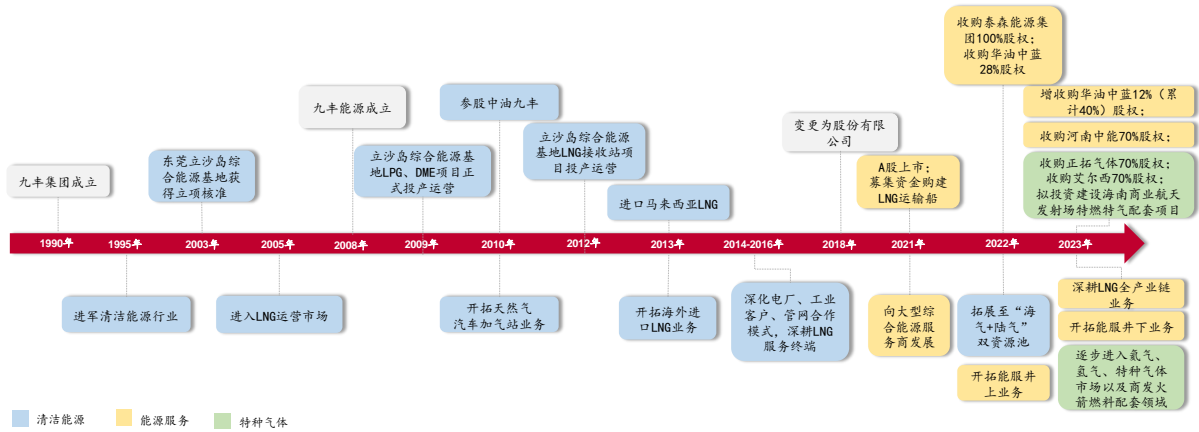 收购泰森能源集
团100%股权；
收购华油中蓝
28%股权
九丰能源成立
参股中油九丰
变更为股份有限
公司
增收购华油中蓝12%（累
计40%）股权；
收购河南中能70%股权；
九丰集团成立
东莞立沙岛综
合能源基地获
得立项核准
立沙岛综合能源基
地LPG、DME项目正
式投产运营
立沙岛综合能源
基地LNG接收站项
目投产运营
进口马来西亚LNG
A股上市；
募集资金购建
LNG运输船
收购正拓气体70%股权；
收购艾尔西70%股权；
拟投资建设海南商业航天
发射场特燃特气配套项目
1990年
1995年
2003年
2005年
2008年
2009年
2010年
2012年
2013年
2014-2016年
2018年
2021年
2022年
2023年
进军清洁能源行业
进入LNG运营市场
开拓天然气
汽车加气站业务
开拓海外进
口LNG业务
深化电厂、工业
客户、管网合作
模式，深耕LNG
服务终端
向大型综
合能源服
务商发展
拓展至“海
气+陆气”
双资源池
开拓能服井
上业务
深耕LNG全产业链
业务
开拓能服井下业务
逐步进入氦气、
氢气、特种气体
市场以及商发火
箭燃料配套领域
清洁能源
能源服务
特种气体